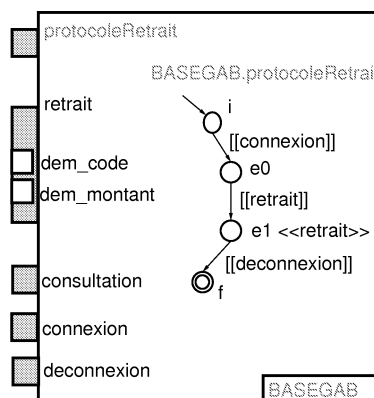 protocoleRetrait
BASEGAB.protocoleRetrai
retrait
i
[[connexion]]
dem_code
e0
dem_montant
[[retrait]]
e1 <<retrait>>
[[deconnexion]]
consultation
f
connexion
deconnexion
BASEGAB